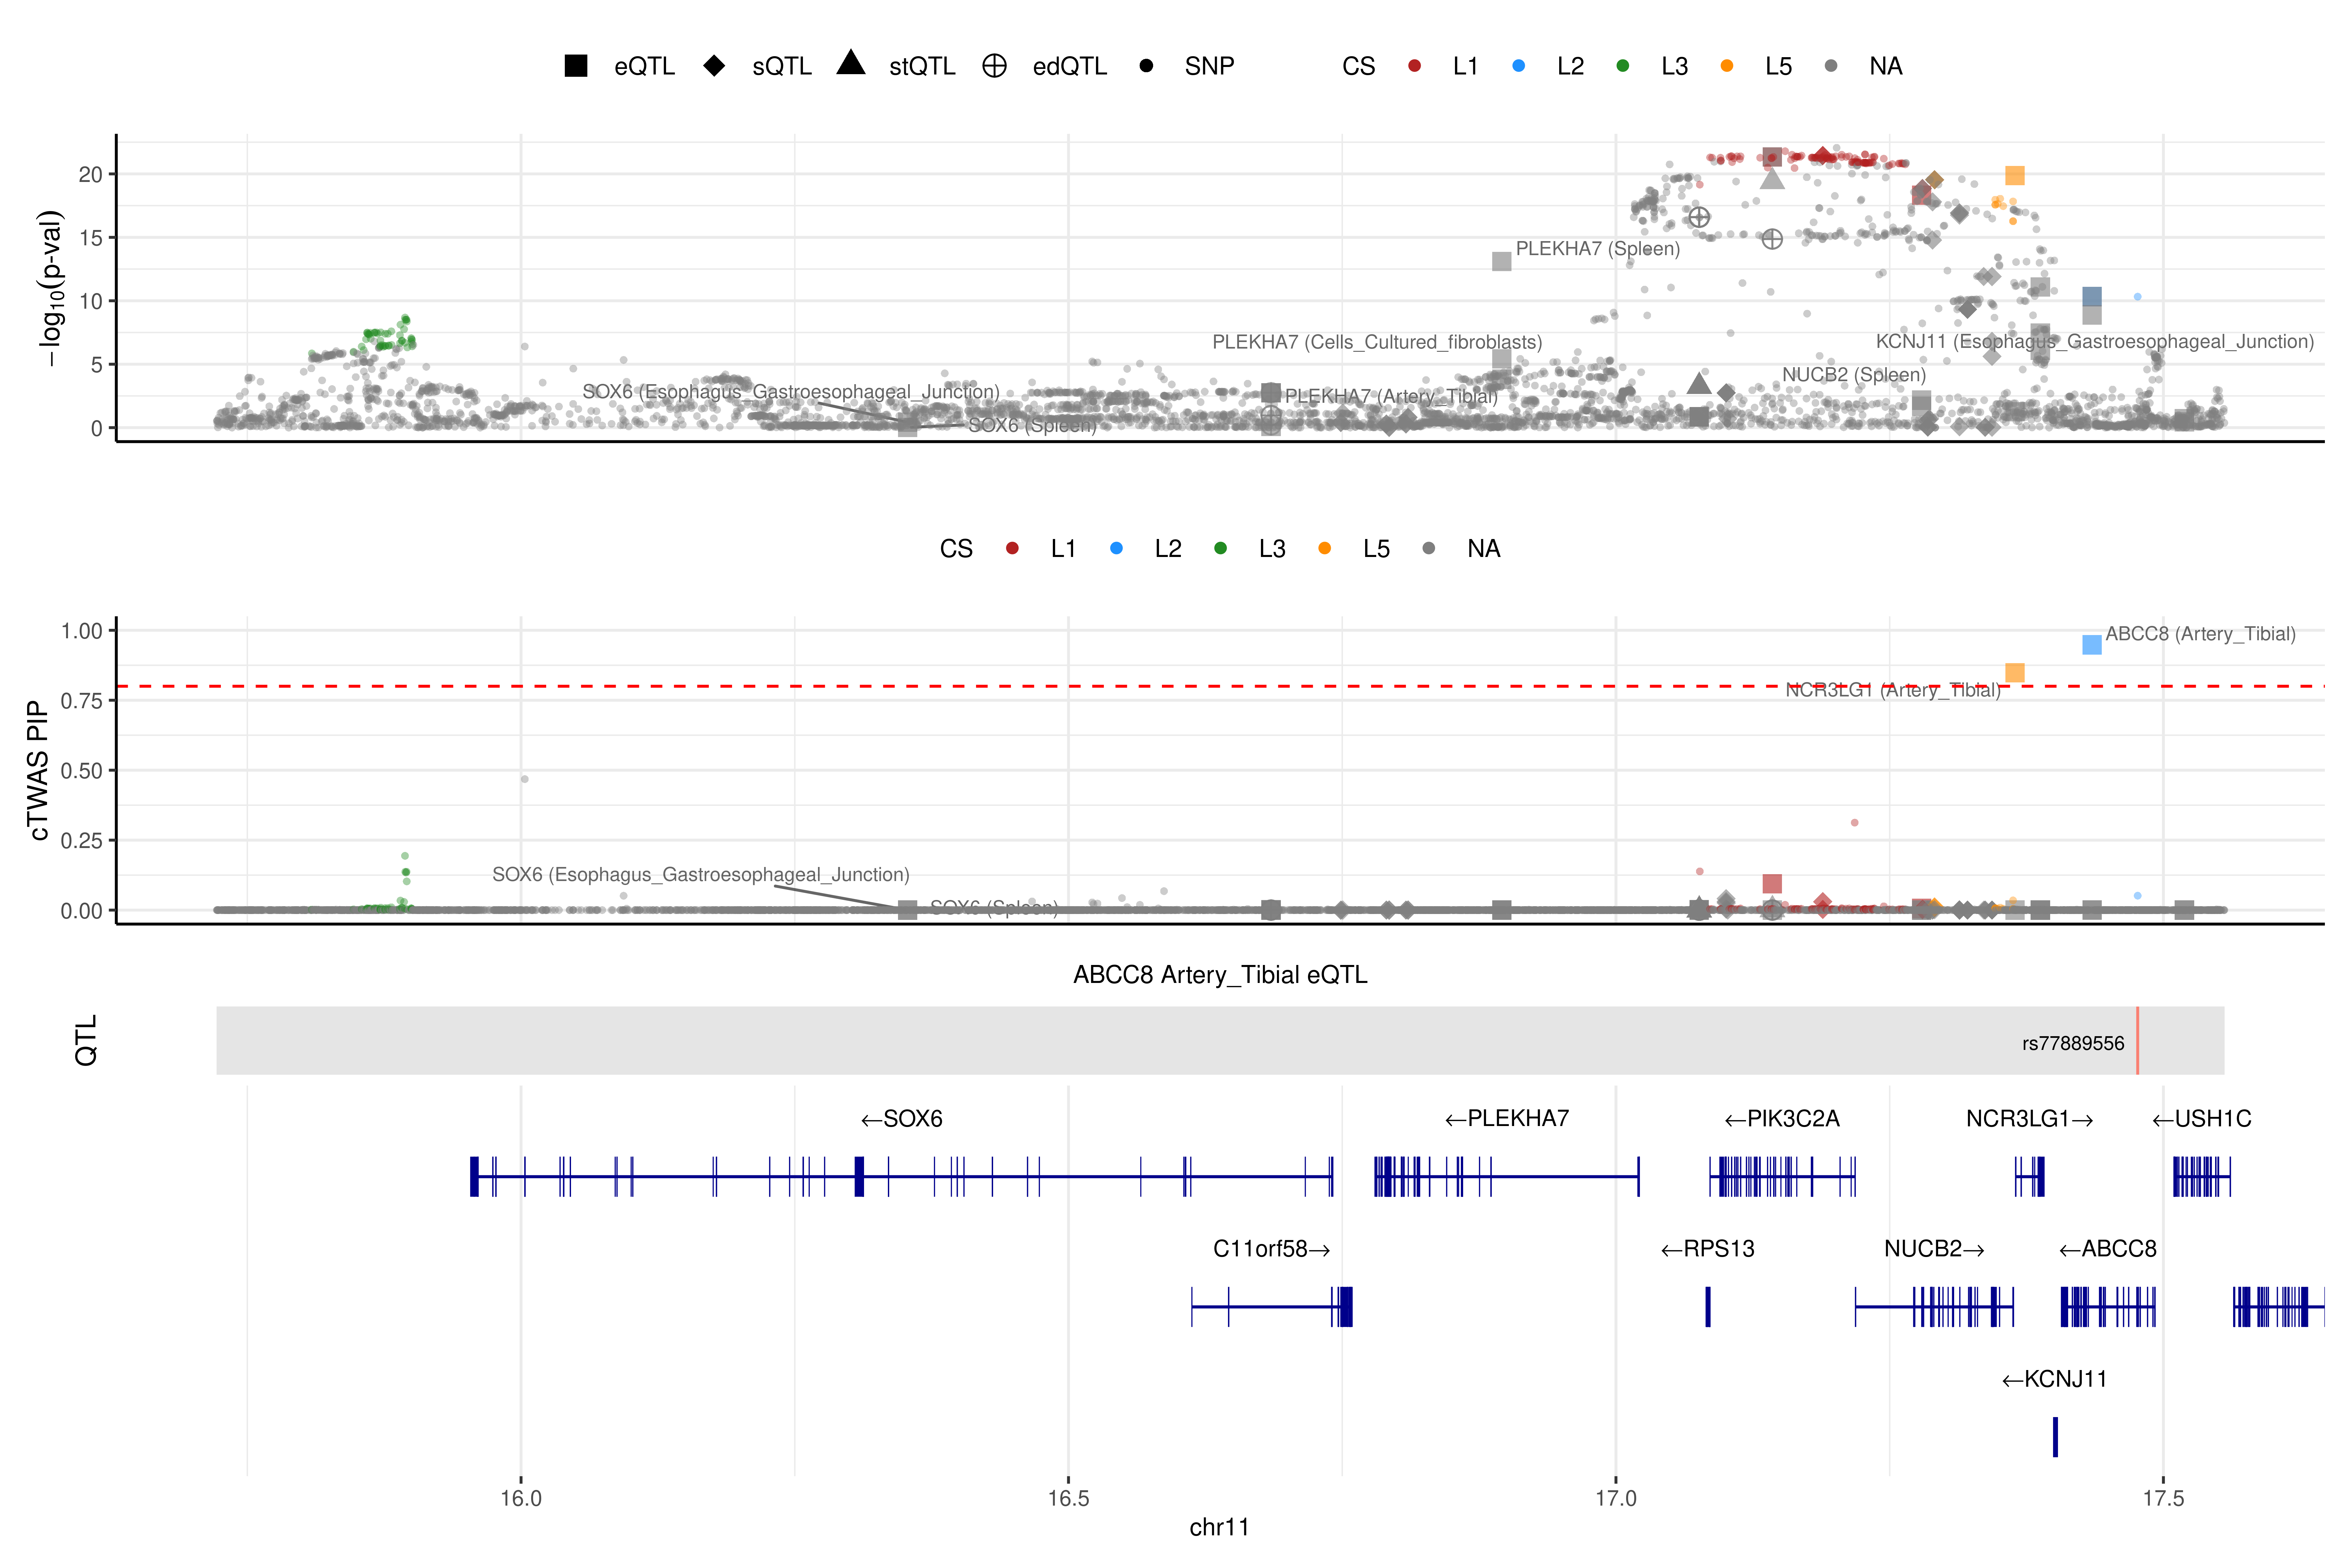 eQTL sQTL stQTL edQTL SNP CS L1 L2 L3 L5 NA
−log10(p-val)
20
15
10
5
0
PLEKHA7 (Spleen)
PLEKHA7 (Cells_Cultured_fibroblasts)
KCNJ11 (Esophagus_Gastroesophageal_Junction)
NUCB2 (Spleen)
SOX6 (Esophagus_Gastroesophageal_Junction)
PLEKHA7 (Artery_Tibial)
SOX6 (Spleen)
CS L1 L2 L3 L5 NA
cTWAS PIP
1.00
0.75
0.50
0.25
0.00
ABCC8 (Artery_Tibial)
NCR3LG1 (Artery_Tibial)
SOX6 (Esophagus_Gastroesophageal_Junction)
SOX6 (Spleen)
ABCC8 Artery_Tibial eQTL
QTL
rs77889556
←SOX6 ←PLEKHA7 ←PIK3C2A NCR3LG1→ ←USH1C
C11orf58→ ←RPS13 NUCB2→ ←ABCC8
←KCNJ11
16.0 16.5 17.0 17.5
chr11